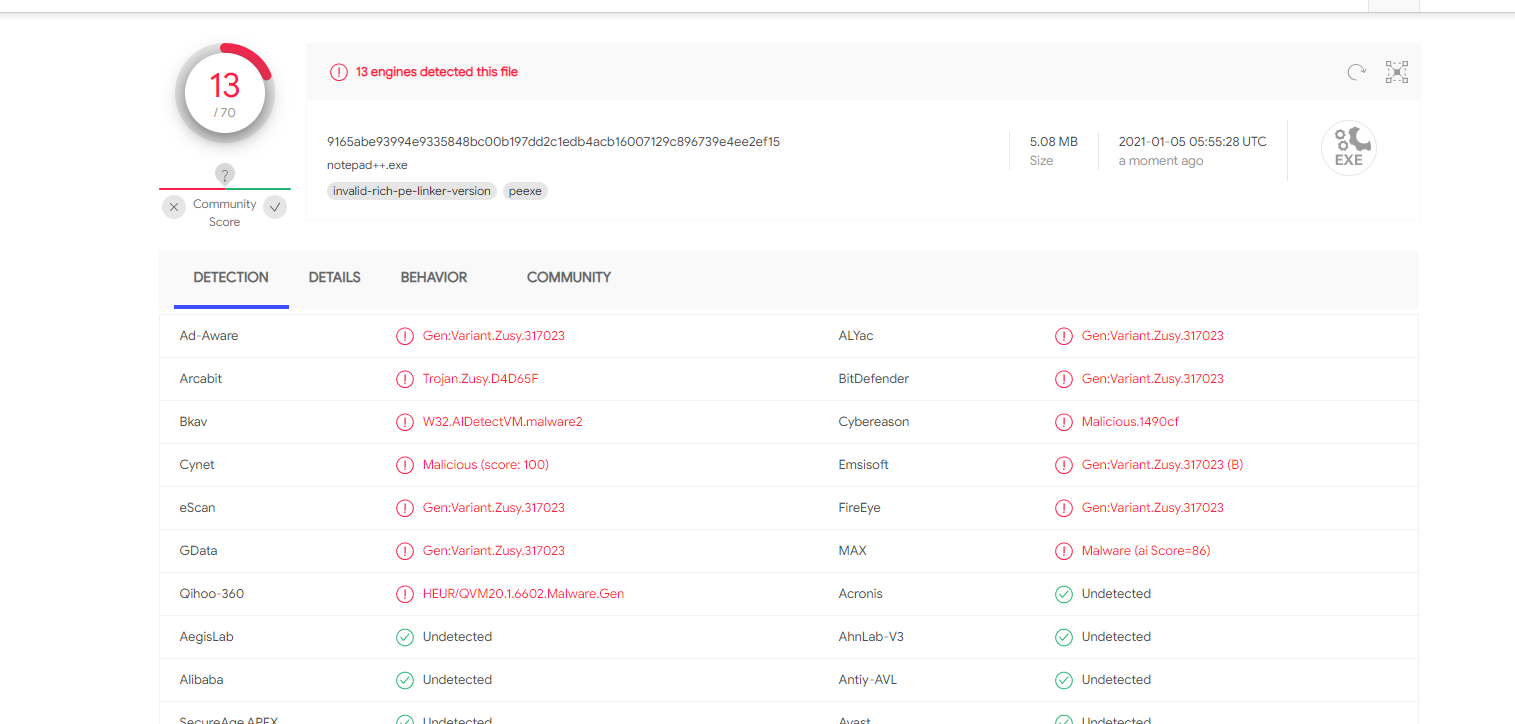 13
/ 70
13 engines detected this file
9165abe93994e9335848bc00b197dd2c1edb4acb16007129c896739e4ee2ef15
notepad++.exe
invalid-rich-pe-linker-version peexe
5.08 MB
Size
2021-01-05 05:55:28 UTC
a moment ago
EXE
?
Community
Score
DETECTION DETAILS BEHAVIOR COMMUNITY
Ad-Aware Gen:Variant.Zusy.317023 ALYac Gen:Variant.Zusy.317023
Arcabit Trojan.Zusy.D4D65F BitDefender Gen:Variant.Zusy.317023
Bkav W32.AIDetectVM.malware2 Cybereason Malicious.1490cf
Cynet Malicious (score: 100) Emsisoft Gen:Variant.Zusy.317023 (B)
eScan Gen:Variant.Zusy.317023 FireEye Gen:Variant.Zusy.317023
GData Gen:Variant.Zusy.317023 MAX Malware (ai Score=86)
Qihoo-360 HEUR/QVM20.1.6602.Malware.Gen Acronis Undetected
AegisLab Undetected AhnLab-V3 Undetected
Alibaba Undetected Antiy-AVL Undetected
SecureAge APEX Undetected Avast Undetected